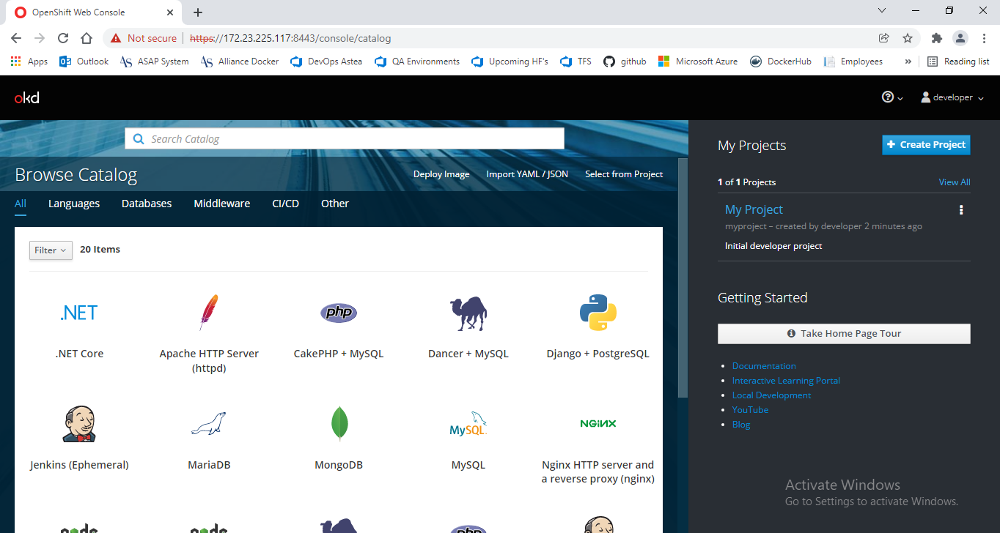 OpenShift Web Console
Not secure
https://172.23.225.117:8443/console/catalog
Apps
Outlook
ASAP System
Alliance Docker
DevOps Astea
QA Environments
Upcoming HF's
TFS
github
Microsoft Azure
DockerHub
Employees
»
Reading list
okd
developer
Search Catalog
Browse Catalog
Deploy Image
Import YAML / JSON
Select from Project
All
Languages
Databases
Middleware
CI/CD
Other
Filter
20 Items
.NET
php
.NET Core
Apache HTTP Server
(httpd)
CakePHP + MySQL
Dancer + MySQL
Django + PostgreSQL
MySQL
NGINX
Jenkins (Ephemeral)
MariaDB
MongoDB
MySQL
Nginx HTTP server and
a reverse proxy (nginx)
node
node
php
My Projects
Create Project
1 of 1 Projects
View All
My Project
myproject – created by developer 2 minutes ago
Initial developer project
Getting Started
Take Home Page Tour
Documentation
Interactive Learning Portal
Local Development
YouTube
Blog
Activate Windows
Go to Settings to activate Windows.